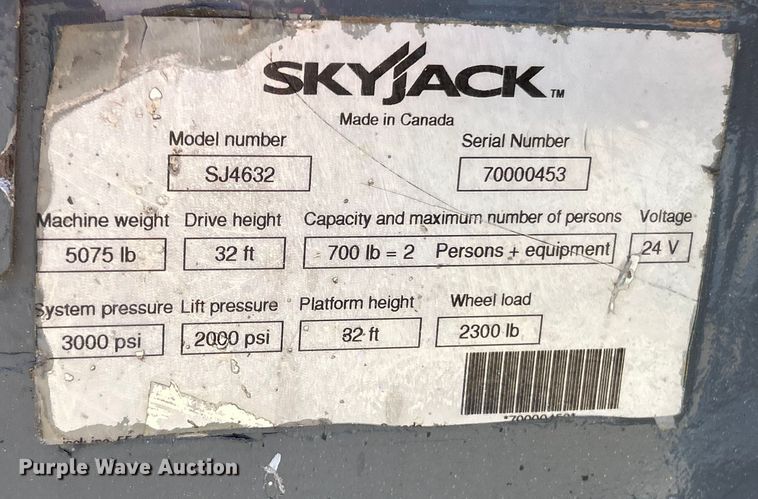 SKYJACK™
Made in Canada
Model number Serial Number
SJ4632 70000453
Machine weight Drive height Capacity and maximum number of persons Voltage
5075 lb 32 ft 700 lb = 2 Persons + equipment 24 V
System pressure Lift pressure Platform height Wheel load
3000 psi 2000 psi 32 ft 2300 lb
Purple Wave Auction